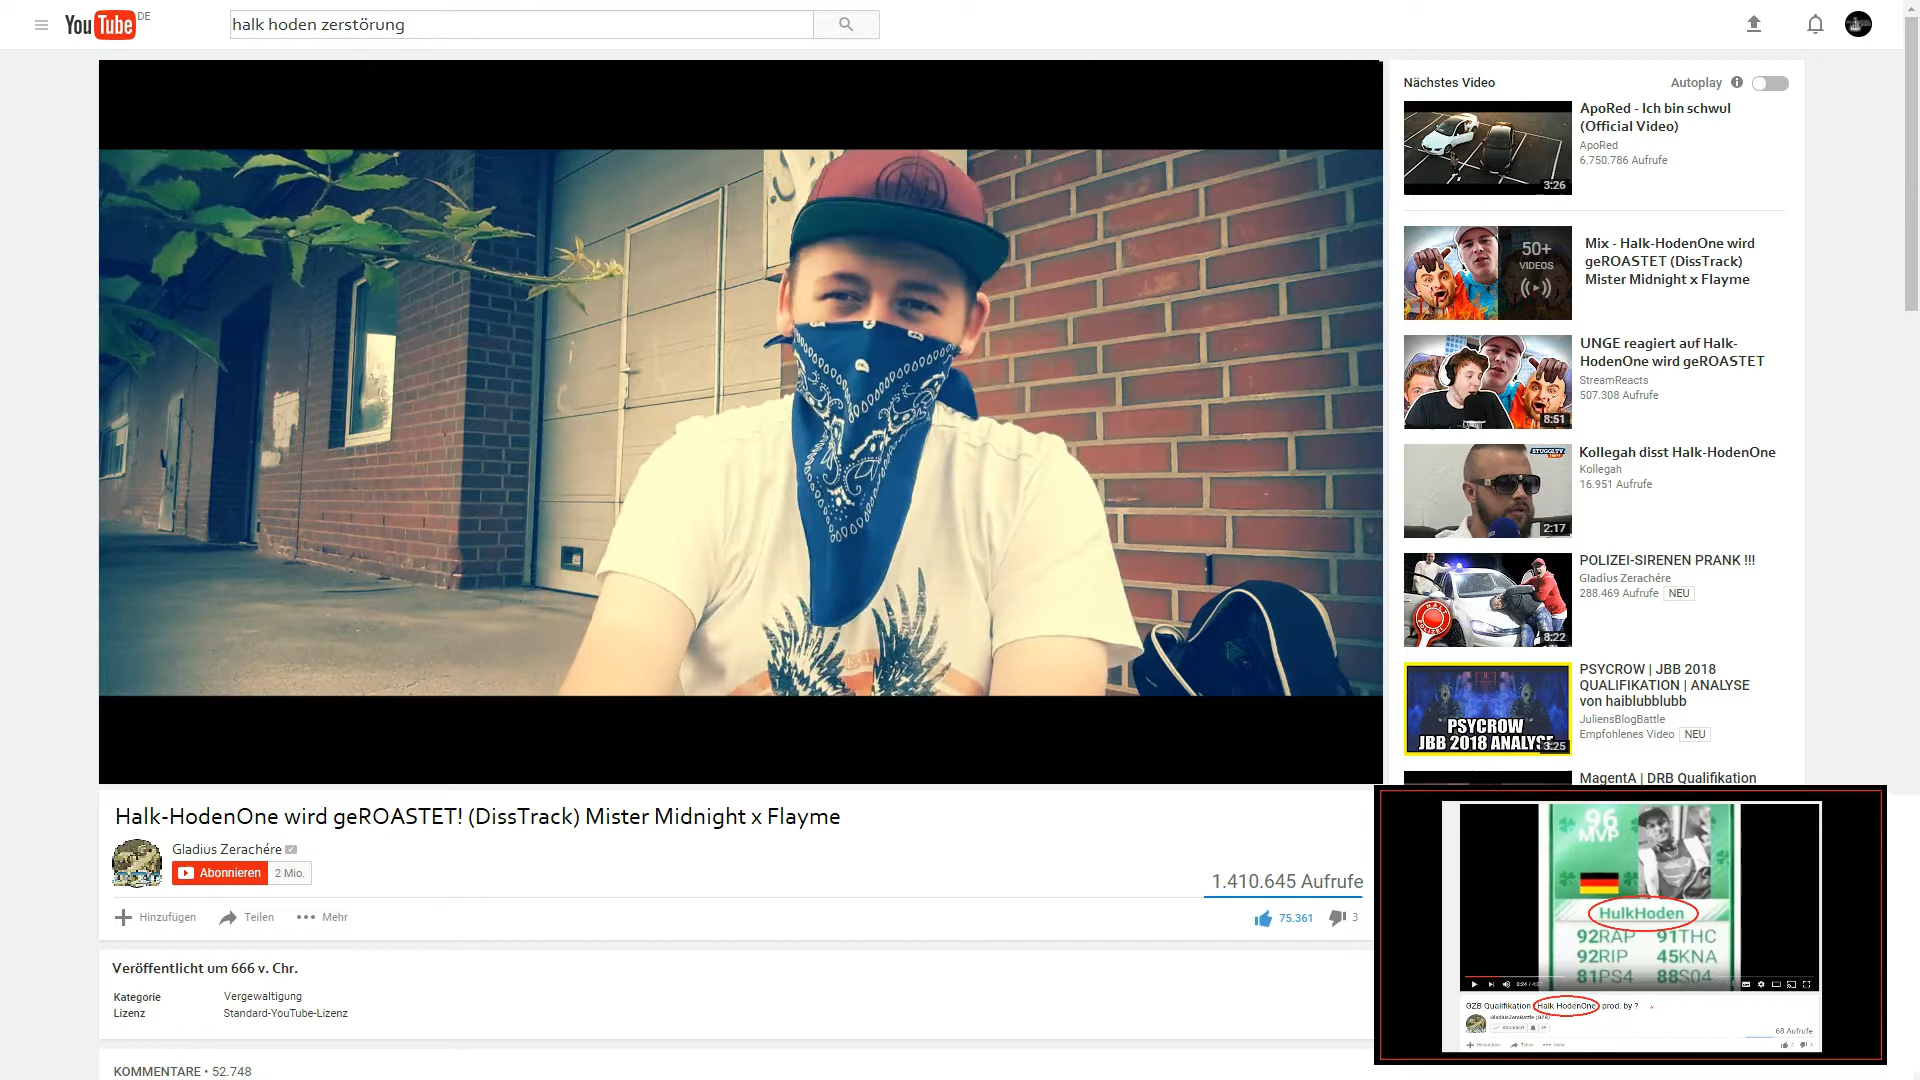 YouTube DE
halk hoden zerstörung
Nächstes Video
Autoplay
ApoRed - Ich bin schwul
(Official Video)
ApoRed
6.750.786 Aufrufe
3:26
50+
VIDEOS
Mix - Halk-HodenOne wird
geROASTET (DissTrack)
Mister Midnight x Flayme
UNGE reagiert auf Halk-
HodenOne wird geROASTET
StreamReacts
507.308 Aufrufe
8:51
Kollegah disst Halk-HodenOne
Kollegah
16.951 Aufrufe
2:17
POLIZEI-SIRENEN PRANK !!!
Gladius Zerachére
288.469 Aufrufe NEU
HALT
POLIZEI
8:22
PSYCROW | JBB 2018
QUALIFIKATION | ANALYSE
von haiblubblubb
JuliensBlogBattle
Empfohlenes Video NEU
PSYCROW
JBB 2018 ANALYSE
3:25
MagentA | DRB Qualifikation
Halk-HodenOne wird geROASTET! (DissTrack) Mister Midnight x Flayme
Gladius Zerachére
Abonnieren 2 Mio.
1.410.645 Aufrufe
Hinzufügen Teilen Mehr
75.361 3
Veröffentlicht um 666 v. Chr.
Kategorie Vergewaltigung
Lizenz Standard-YouTube-Lizenz
KOMMENTARE • 52.748
96
MVP
HulkHoden
92RAP 91THC
92RIP 45KNA
81PS4 88S04
GZB Qualifikation Halk-HodenOne prod. by ?
68 Aufrufe